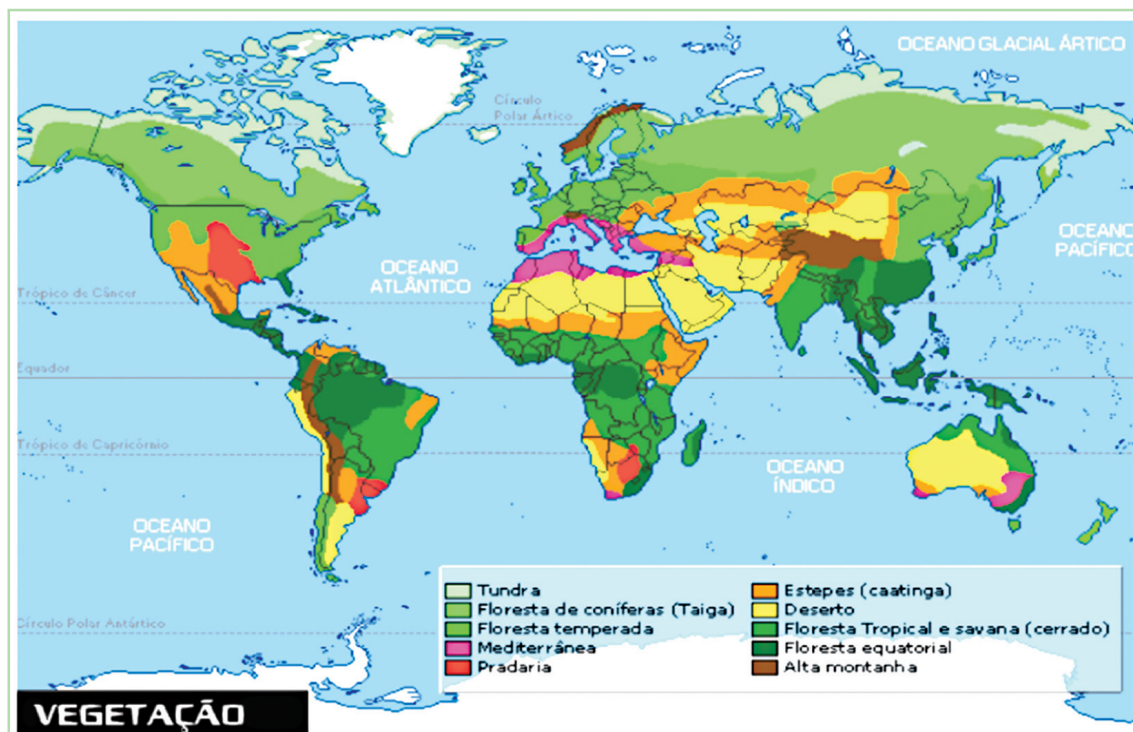 OCEANO GLACIAL ÁRTICO
Círculo
Polar Ártico
OCEANO
PACÍFICO
OCEANO
ATLÂNTICO
Trópico de Câncer
Equador
Trópico de Capricórnio
OCEANO
ÍNDICO
OCEANO
PACÍFICO
Tundra
Floresta de coníferas (Taiga)
Floresta temperada
Mediterrânea
Pradaria
Estepes (caatinga)
Deserto
Floresta Tropical e savana (cerrado)
Floresta equatorial
Alta montanha
Círculo Polar Antártico
VEGETAÇÃO